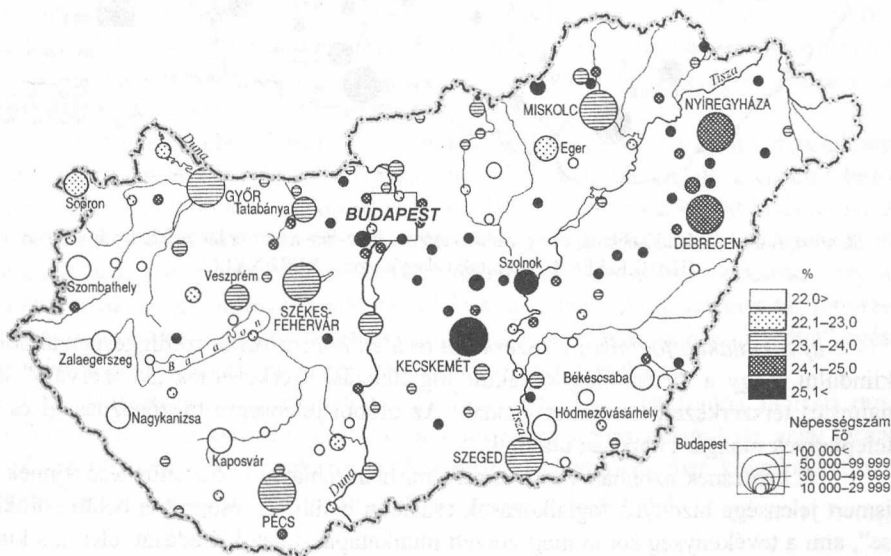 Tisza
MISKOLC
NYÍREGYHÁZA
Duna
Eger
Sopron
GYŐR
Tatabánya
BUDAPEST
DEBRECEN
Szolnok
Szombathely
Veszprém
SZÉKES-
FEHÉRVÁR
%
22,0>
22,1–23,0
23,1–24,0
24,1–25,0
25,1<
Zalaegerszeg
Balaton
KECSKEMÉT
Békéscsaba
Nagykanizsa
Hódmezővásárhely
Tisza
Kaposvár
SZEGED
Duna
PÉCS
Népességszám
Fő
Budapest
100 000<
50 000–99 999
30 000–49 999
10 000–29 999